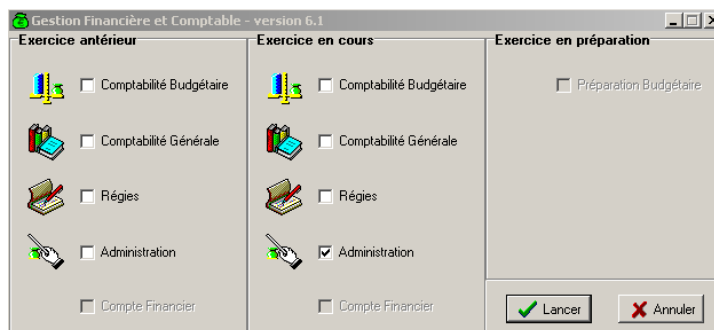 Gestion Financière et Comptable - version 6.1
Exercice antérieur
Comptabilité Budgétaire
Comptabilité Générale
Régies
Administration
Compte Financier
Exercice en cours
Comptabilité Budgétaire
Comptabilité Générale
Régies
Administration
Compte Financier
Exercice en préparation
Préparation Budgétaire
Lancer
Annuler